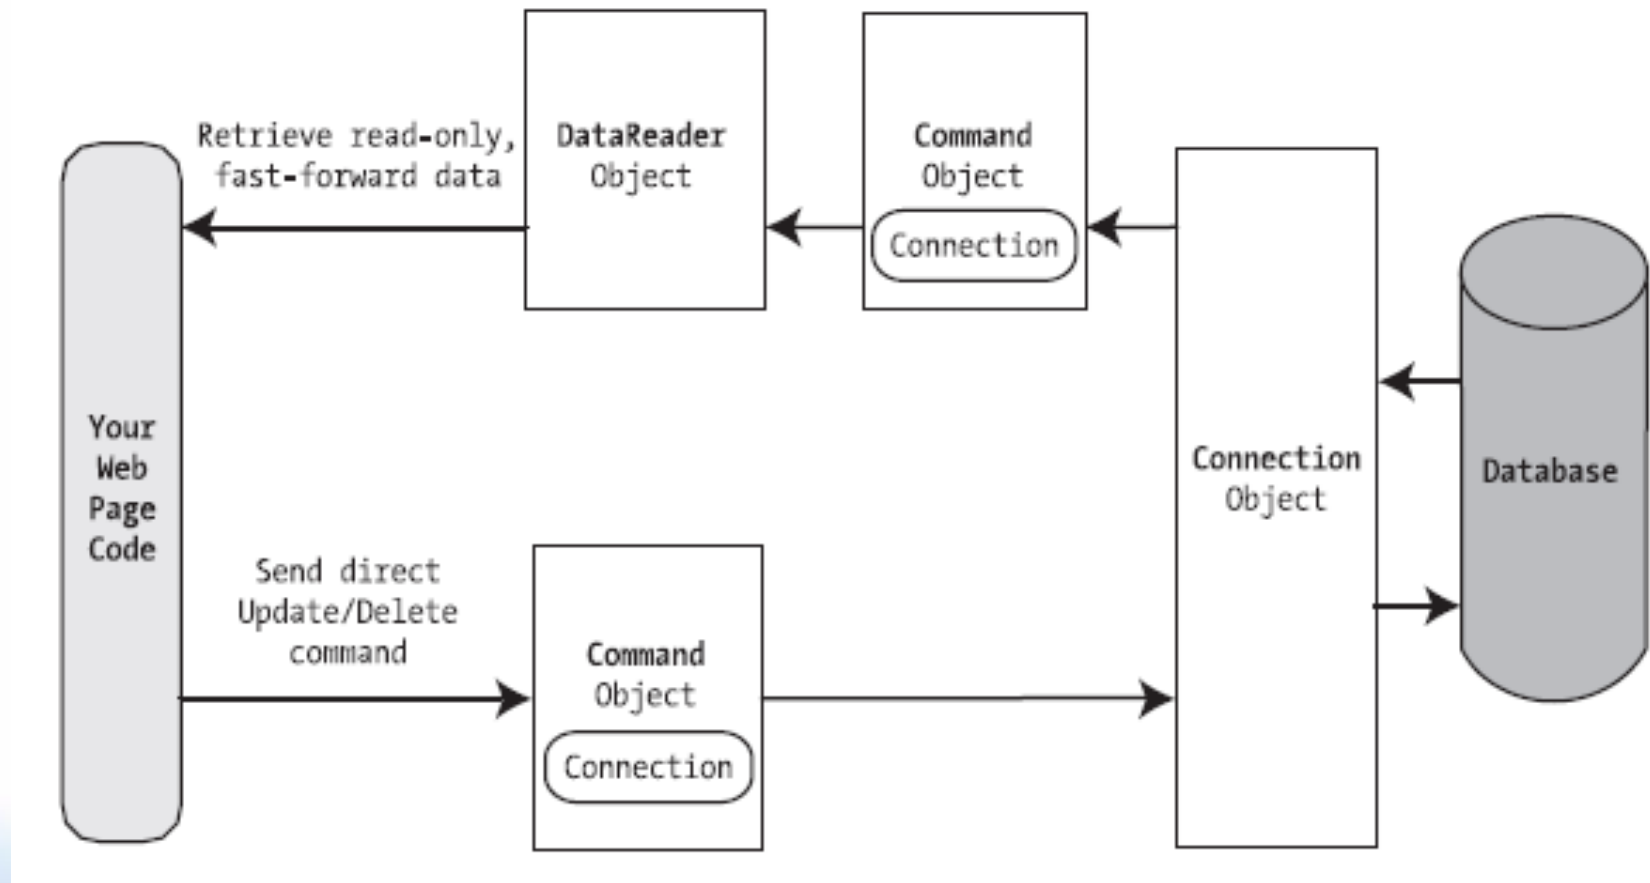 Retrieve read-only,
fast-forward data
DataReader
Object
Command
Object
Connection
Your
Web
Page
Code
Connection
Object
Database
Send direct
Update/Delete
command
Command
Object
Connection